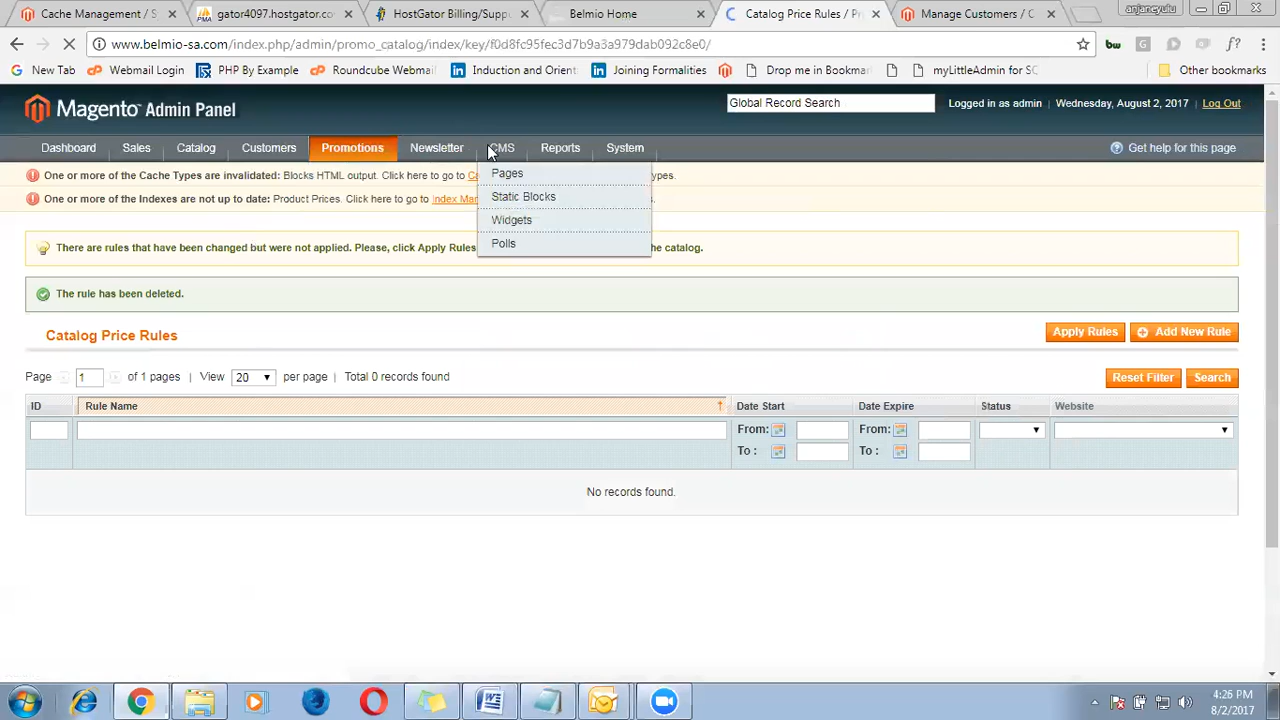 Cache Management / S
gator4097.hostgator.co
HostGator Billing/Suppo
Belmio Home
Catalog Price Rules / Pr
Manage Customers / C
anjaneyulu
www.belmio-sa.com/index.php/admin/promo_catalog/index/key/f0d8fc95fec3d7b9a3a979dab092c8e0/
New Tab
Webmail Login
PHP By Example
Roundcube Webmail
Induction and Orient
Joining Formalities
Drop me in Bookmar
myLittleAdmin for SC
Other bookmarks
Magento Admin Panel
Global Record Search
Logged in as admin | Wednesday, August 2, 2017 | Log Out
Dashboard Sales Catalog Customers Promotions Newsletter CMS Reports System
Get help for this page
One or more of the Cache Types are invalidated: Blocks HTML output. Click here to go to C ypes.
One or more of the Indexes are not up to date: Product Prices. Click here to go to Index Man s.
Pages
Static Blocks
Widgets
Polls
There are rules that have been changed but were not applied. Please, click Apply Rules the catalog.
The rule has been deleted.
Catalog Price Rules
Apply Rules
Add New Rule
Page 1 of 1 pages | View 20 per page | Total 0 records found
Reset Filter
Search
ID Rule Name Date Start Date Expire Status Website
From: From:
To : To :
No records found.
4:26 PM
8/2/2017